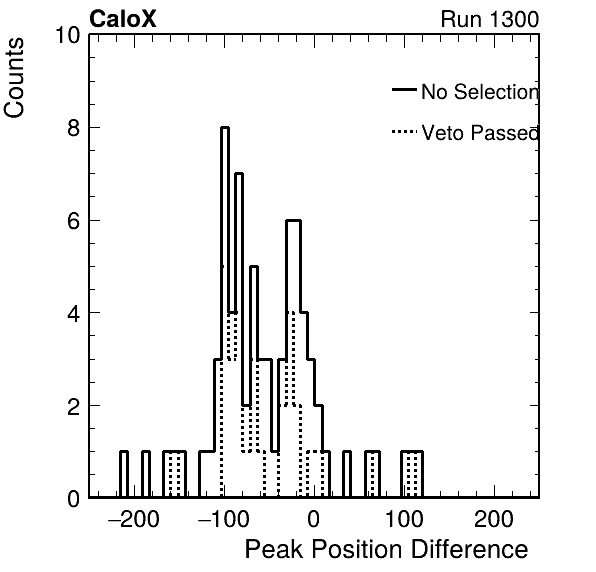 CaloX Run 1300
Counts
10
8
6
4
2
0
No Selection
Veto Passed
−200 −100 0 100 200
Peak Position Difference